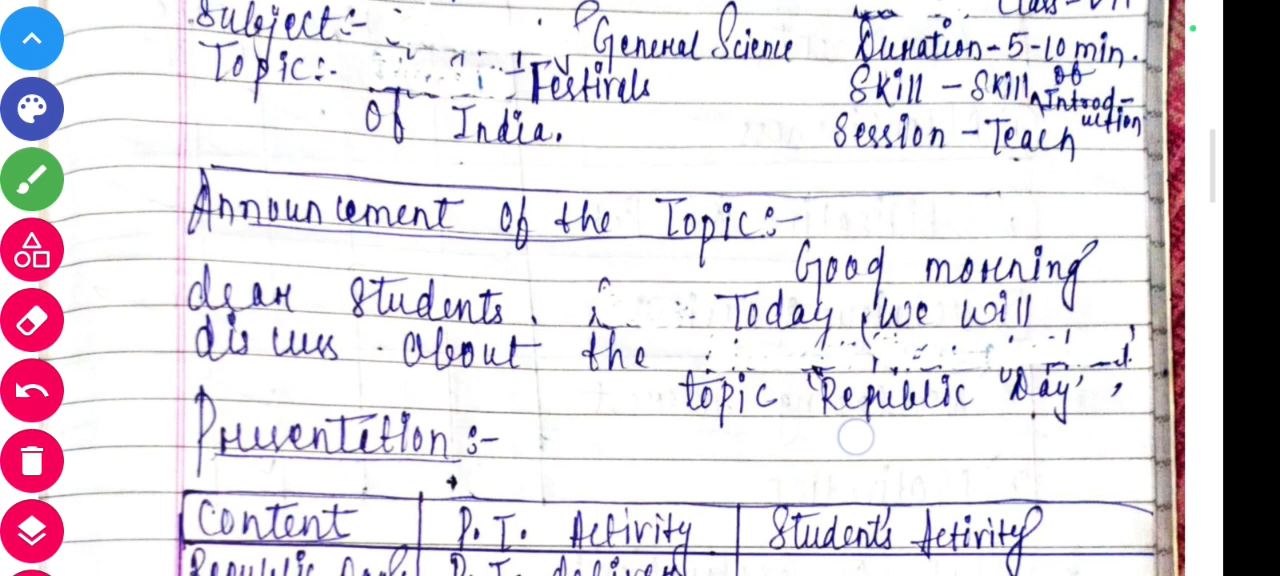 Subject:- General Science Duration-5-10 min.
Topic:- Festivals Skill - Skill of Introduction
of India. Session - Teach
Announcement of the Topic:-
Good morning
dear students. Today we will
discuss about the
topic "Republic Day",
Presentetion :-
Content P. T. Activity Student's Activity
P. T. deliver